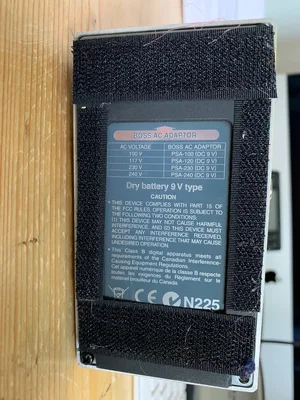 BOSS AC ADAPTOR
AC VOLTAGE BOSS AC ADAPTOR
100 V PSA-100 (DC 9 V)
117 V PSA-120 (DC 9 V)
230 V PSA-230 (DC 9 V)
240 V PSA-240 (DC 9 V)
Dry battery 9 V type
CAUTION
• THIS DEVICE COMPLIES WITH PART 15 OF
THE FCC RULES. OPERATION IS SUBJECT TO
THE FOLLOWING TWO CONDITIONS:
(1) THIS DEVICE MAY NOT CAUSE HARMFUL
INTERFERENCE, AND (2) THIS DEVICE MUST
ACCEPT ANY INTERFERENCE RECEIVED,
INCLUDING INTERFERENCE THAT MAY CAUSE
UNDESIRED OPERATION.
• This Class B digital apparatus meets all
requirements of the Canadian Interference-
Causing Equipment Regulations.
Cet appareil numérique de la classe B respecte
toutes les exigences du Règlement sur le
matériel brouilleur du Canada.
CE N225